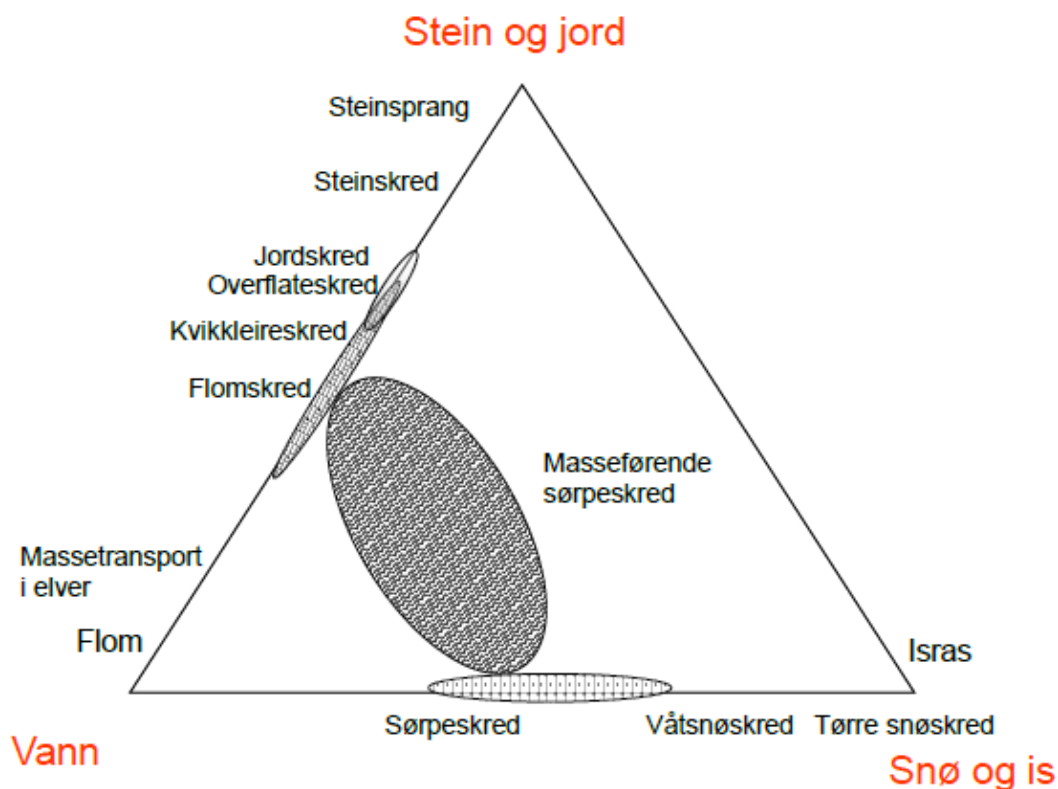 Stein og jord
Steinsprang
Steinskred
Jordskred
Overflateskred
Kvikkleireskred
Flomskred
Masseførende
sørpeskred
Massetransport
i elver
Flom
Isras
Sørpeskred
Våtsnøskred
Tørre snøskred
Vann
Snø og is